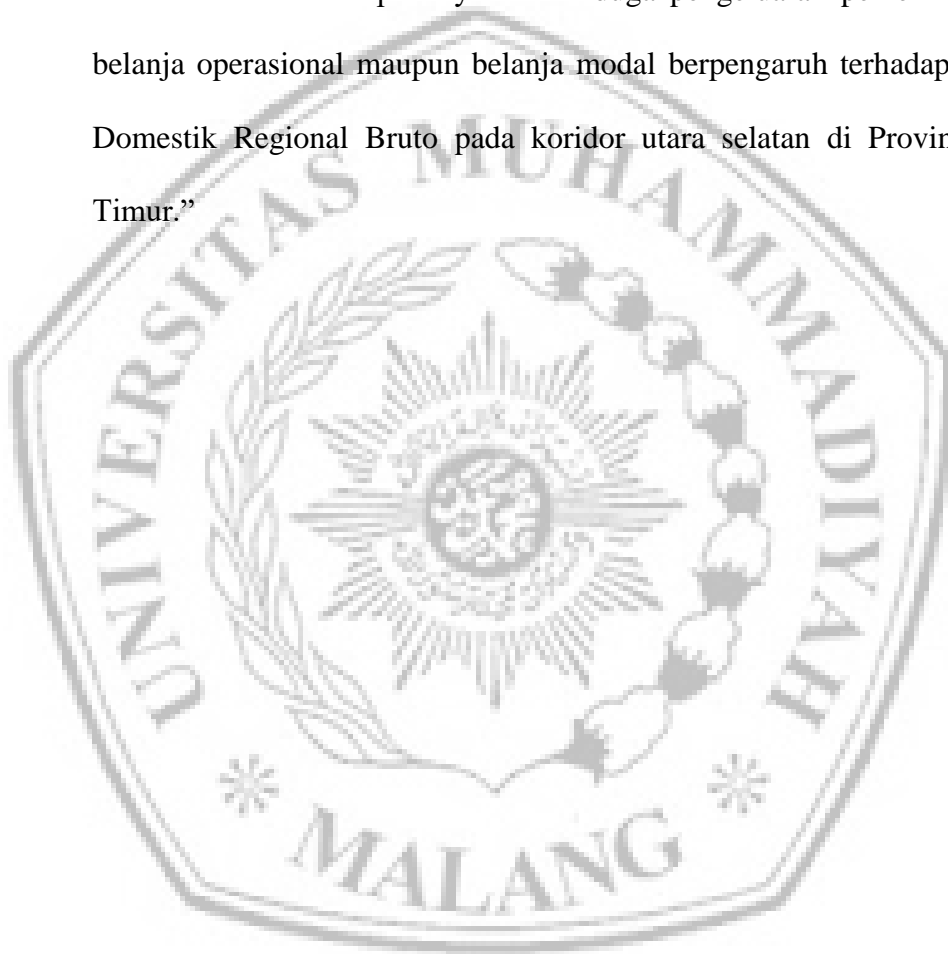 belanja operasional maupun belanja modal berpengaruh terhadap
Domestik Regional Bruto pada koridor utara selatan di Provin
Timur.”
UNIVERSITAS MUHAMMADIYAH
MALANG